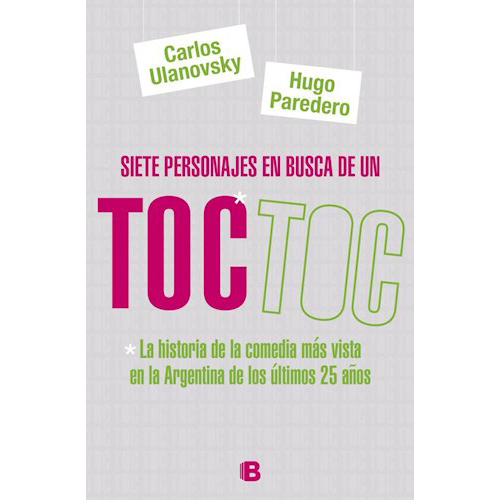 Carlos
Ulanovsky
Hugo
Paredero
SIETE PERSONAJES EN BUSCA DE UN
TOC* TOC
* La historia de la comedia más vista
en la Argentina de los últimos 25 años
B